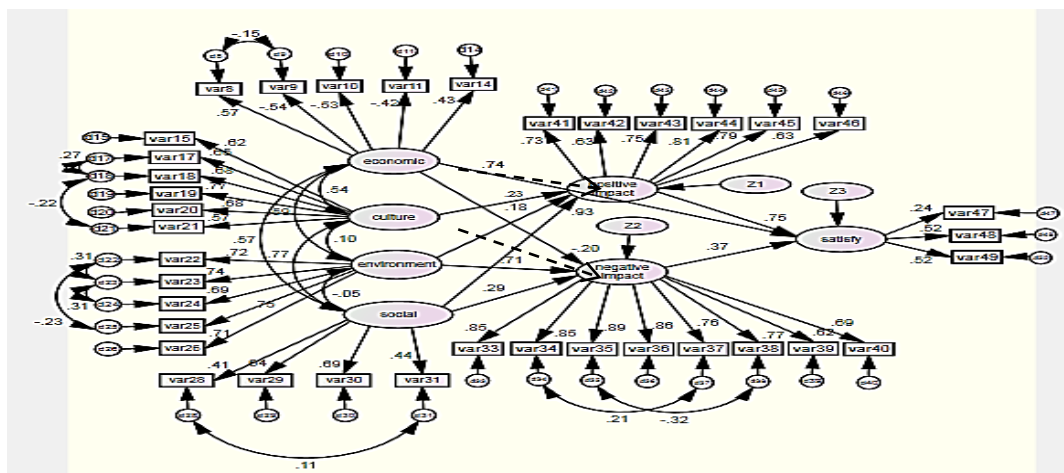 -.15
d14
var8 var9 var10 var11 var14
.57 -.54 -.53 -.42 .43
var41 var42 var43 var44 var45 var46
.73 .63 .75 .81 .79 .63
var15
var17
var18
var19
var20
var21
.62
.68
.77
.68
.57
.27
-.22
economic
culture
environment
social
.54
.57
.10
-.05
.74
.23
.18
.93
.71
.29
-.20
impact
negative
impact
Z1
Z2
Z3
.75
.37
satisfy
.24
.52
.52
var47
var48
var49
var22
var23
var24
var25
.31
.31
-.23
.72
.77
.74
.69
.75
.71
.41
.69
.44
var28 var29 var30 var31
.11
.85 .85 .89 .86 .76 .77 .62 .69
var33 var34 var35 var36 var37 var38 var39 var40
.21 -.32